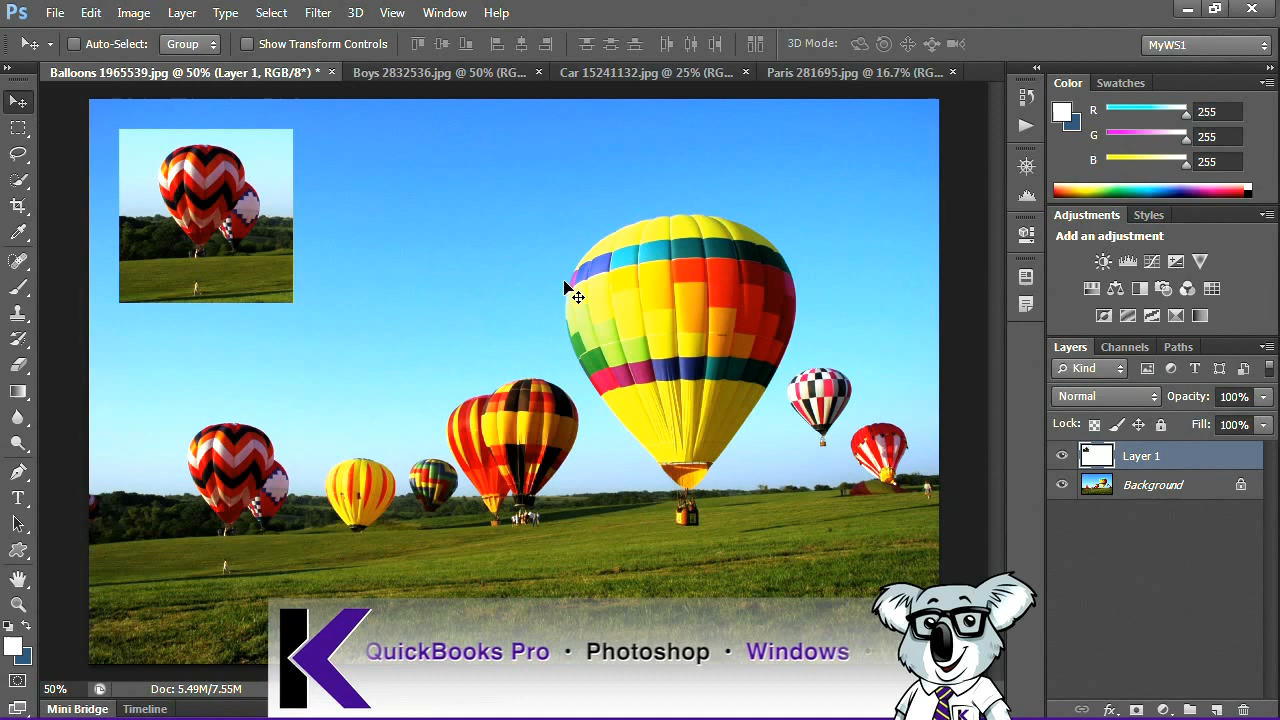 Ps File Edit Image Layer Type Select Filter 3D View Window Help
Auto-Select: Group Show Transform Controls 3D Mode: MyWS1
Balloons 1965539.jpg @ 50% (Layer 1, RGB/8*) * × Boys 2832536.jpg @ 50% (RG... × Car 15241132.jpg @ 25% (RG... × Paris 281695.jpg @ 16.7% (RG... ×
Color Swatches
R 255
G 255
B 255
Adjustments Styles
Add an adjustment
Layers Channels Paths
Kind
Normal Opacity: 100%
Lock: Fill: 100%
Layer 1
Background
QuickBooks Pro · Photoshop · Windows
K
50% Doc: 5.49M/7.55M
Mini Bridge Timeline